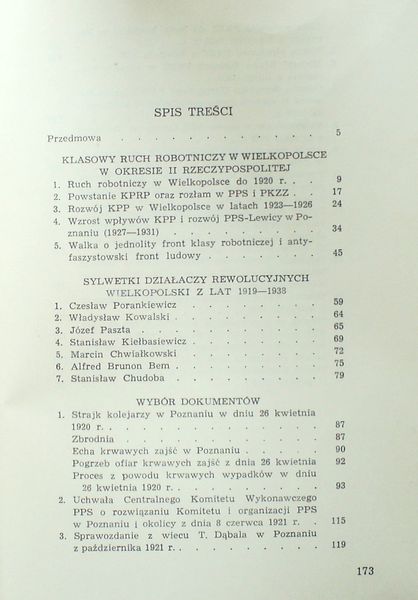 SPIS TREŚCI
Przedmowa . . . . . . . . . . . . . 5
KLASOWY RUCH ROBOTNICZY W WIELKOPOLSCE
W OKRESIE II RZECZYPOSPOLITEJ
1. Ruch robotniczy w Wielkopolsce do 1920 r. . . 9
2. Powstanie KPRP oraz rozłam w PPS i PKZZ . . 17
3. Rozwój KPP w Wielkopolsce w latach 1923—1926 24
4. Wzrost wpływów KPP i rozwój PPS-Lewicy w Po-
znaniu (1927—1931) . . . . . . . . . 34
5. Walka o jednolity front klasy robotniczej i anty-
faszystowski front ludowy . . . . . . . 45
SYLWETKI DZIAŁACZY REWOLUCYJNYCH
WIELKOPOLSKI Z LAT 1919—1938
1. Czesław Porankiewicz . . . . . . . . 59
2. Władysław Kowalski . . . . . . . . . 64
3. Józef Paszta . . . . . . . . . . . 65
4. Stanisław Kiełbasiewicz . . . . . . . . 69
5. Marcin Chwiałkowski . . . . . . . . 72
6. Alfred Brunon Bem . . . . . . . . . 75
7. Stanisław Chudoba . . . . . . . . . 79
WYBÓR DOKUMENTÓW
1. Strajk kolejarzy w Poznaniu w dniu 26 kwietnia
1920 r. . . . . . . . . . . . . . 87
Zbrodnia . . . . . . . . . . . . 87
Echa krwawych zajść w Poznaniu . . . . . 90
Pogrzeb ofiar krwawych zajść z dnia 26 kwietnia 92
Proces z powodu krwawych wypadków w dniu
26 kwietnia 1920 r. . . . . . . . . . 93
2. Uchwała Centralnego Komitetu Wykonawczego
PPS o rozwiązaniu Komitetu i organizacji PPS
w Poznaniu i okolicy z dnia 8 czerwca 1921 r. . 115
3. Sprawozdanie z wiecu T. Dąbala w Poznaniu
z października 1921 r. . . . . . . . . . 119
173